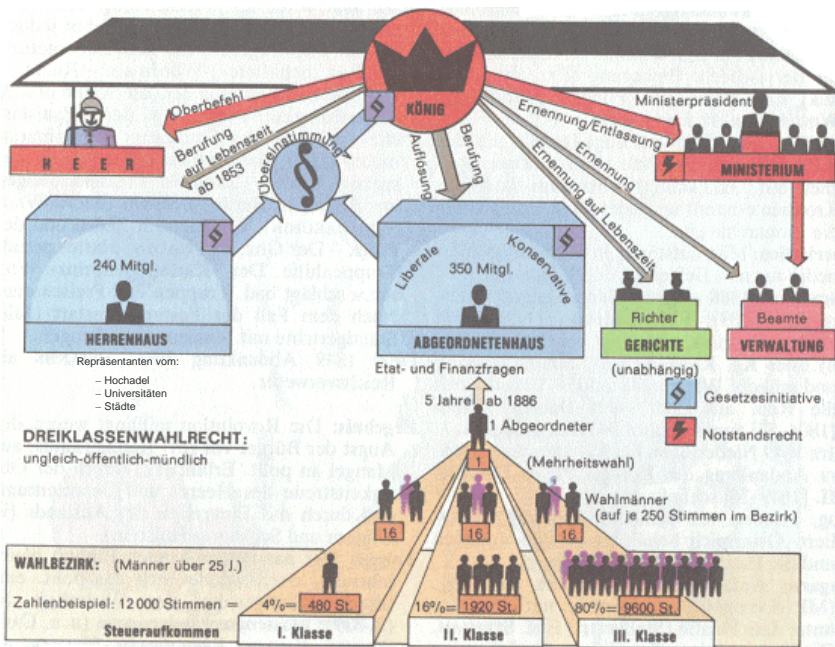 KÖNIG
§
Oberbefehl
Berufung
auf Lebenszeit
ab 1853
Übereinstimmung
§
Auflösung
Berufung
Ernennung/Entlassung
Ernennung
Ernennung auf Lebenszeit
Ministerpräsident
MINISTERIUM
HEER
§
240 Mitgl.
HERRENHAUS
Repräsentanten vom:
– Hochadel
– Universitäten
– Städte
§
Liberale
Konservative
350 Mitgl.
ABGEORDNETENHAUS
Etat- und Finanzfragen
Richter
GERICHTE
(unabhängig)
Beamte
VERWALTUNG
§ Gesetzesinitiative
Notstandsrecht
5 Jahre ab 1886
1 Abgeordneter
1
(Mehrheitswahl)
DREIKLASSENWAHLRECHT:
ungleich-öffentlich-mündlich
Wahlmänner
(auf je 250 Stimmen im Bezirk)
16
16
16
WAHLBEZIRK: (Männer über 25 J.)
Zahlenbeispiel: 12 000 Stimmen =
4%= 480 St.
16%= 1920 St.
80%= 9600 St.
Steueraufkommen
I. Klasse
II. Klasse
III. Klasse